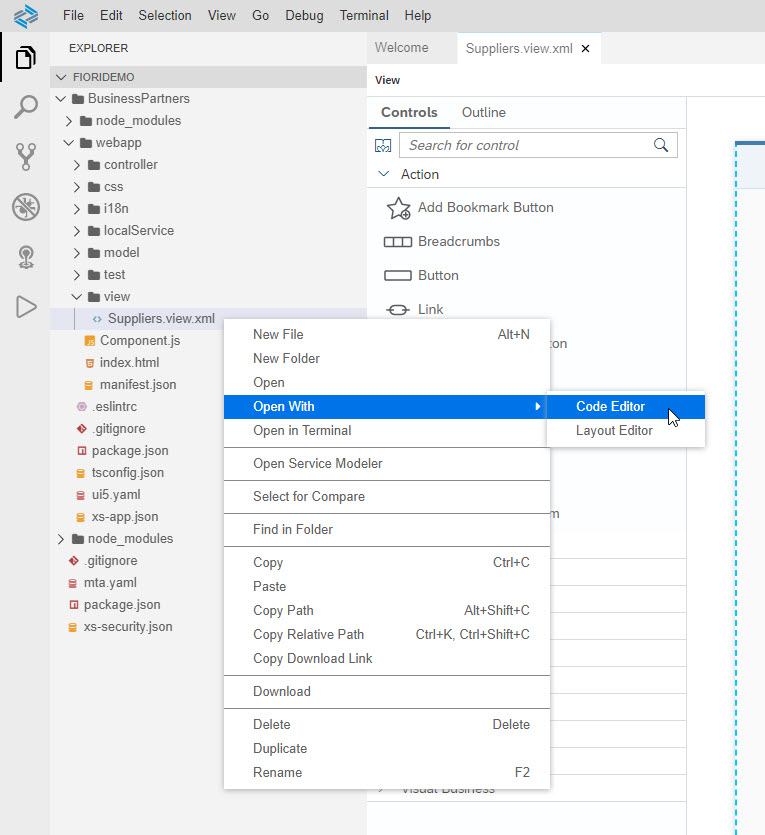 File Edit Selection View Go Debug Terminal Help
EXPLORER
FIORIDEMO
BusinessPartners
node_modules
webapp
controller
css
i18n
localService
model
test
view
Suppliers.view.xml
Component.js
index.html
manifest.json
.eslintrc
.gitignore
package.json
tsconfig.json
ui5.yaml
xs-app.json
node_modules
.gitignore
mta.yaml
package.json
xs-security.json
Welcome Suppliers.view.xml
View
Controls Outline
Search for control
Action
Add Bookmark Button
Breadcrumbs
Button
Link
on
m
Visual Business
New File Alt+N
New Folder
Open
Open With
Open in Terminal
Open Service Modeler
Select for Compare
Find in Folder
Copy Ctrl+C
Paste
Copy Path Alt+Shift+C
Copy Relative Path Ctrl+K, Ctrl+Shift+C
Copy Download Link
Download
Delete Delete
Duplicate
Rename F2
Code Editor
Layout Editor